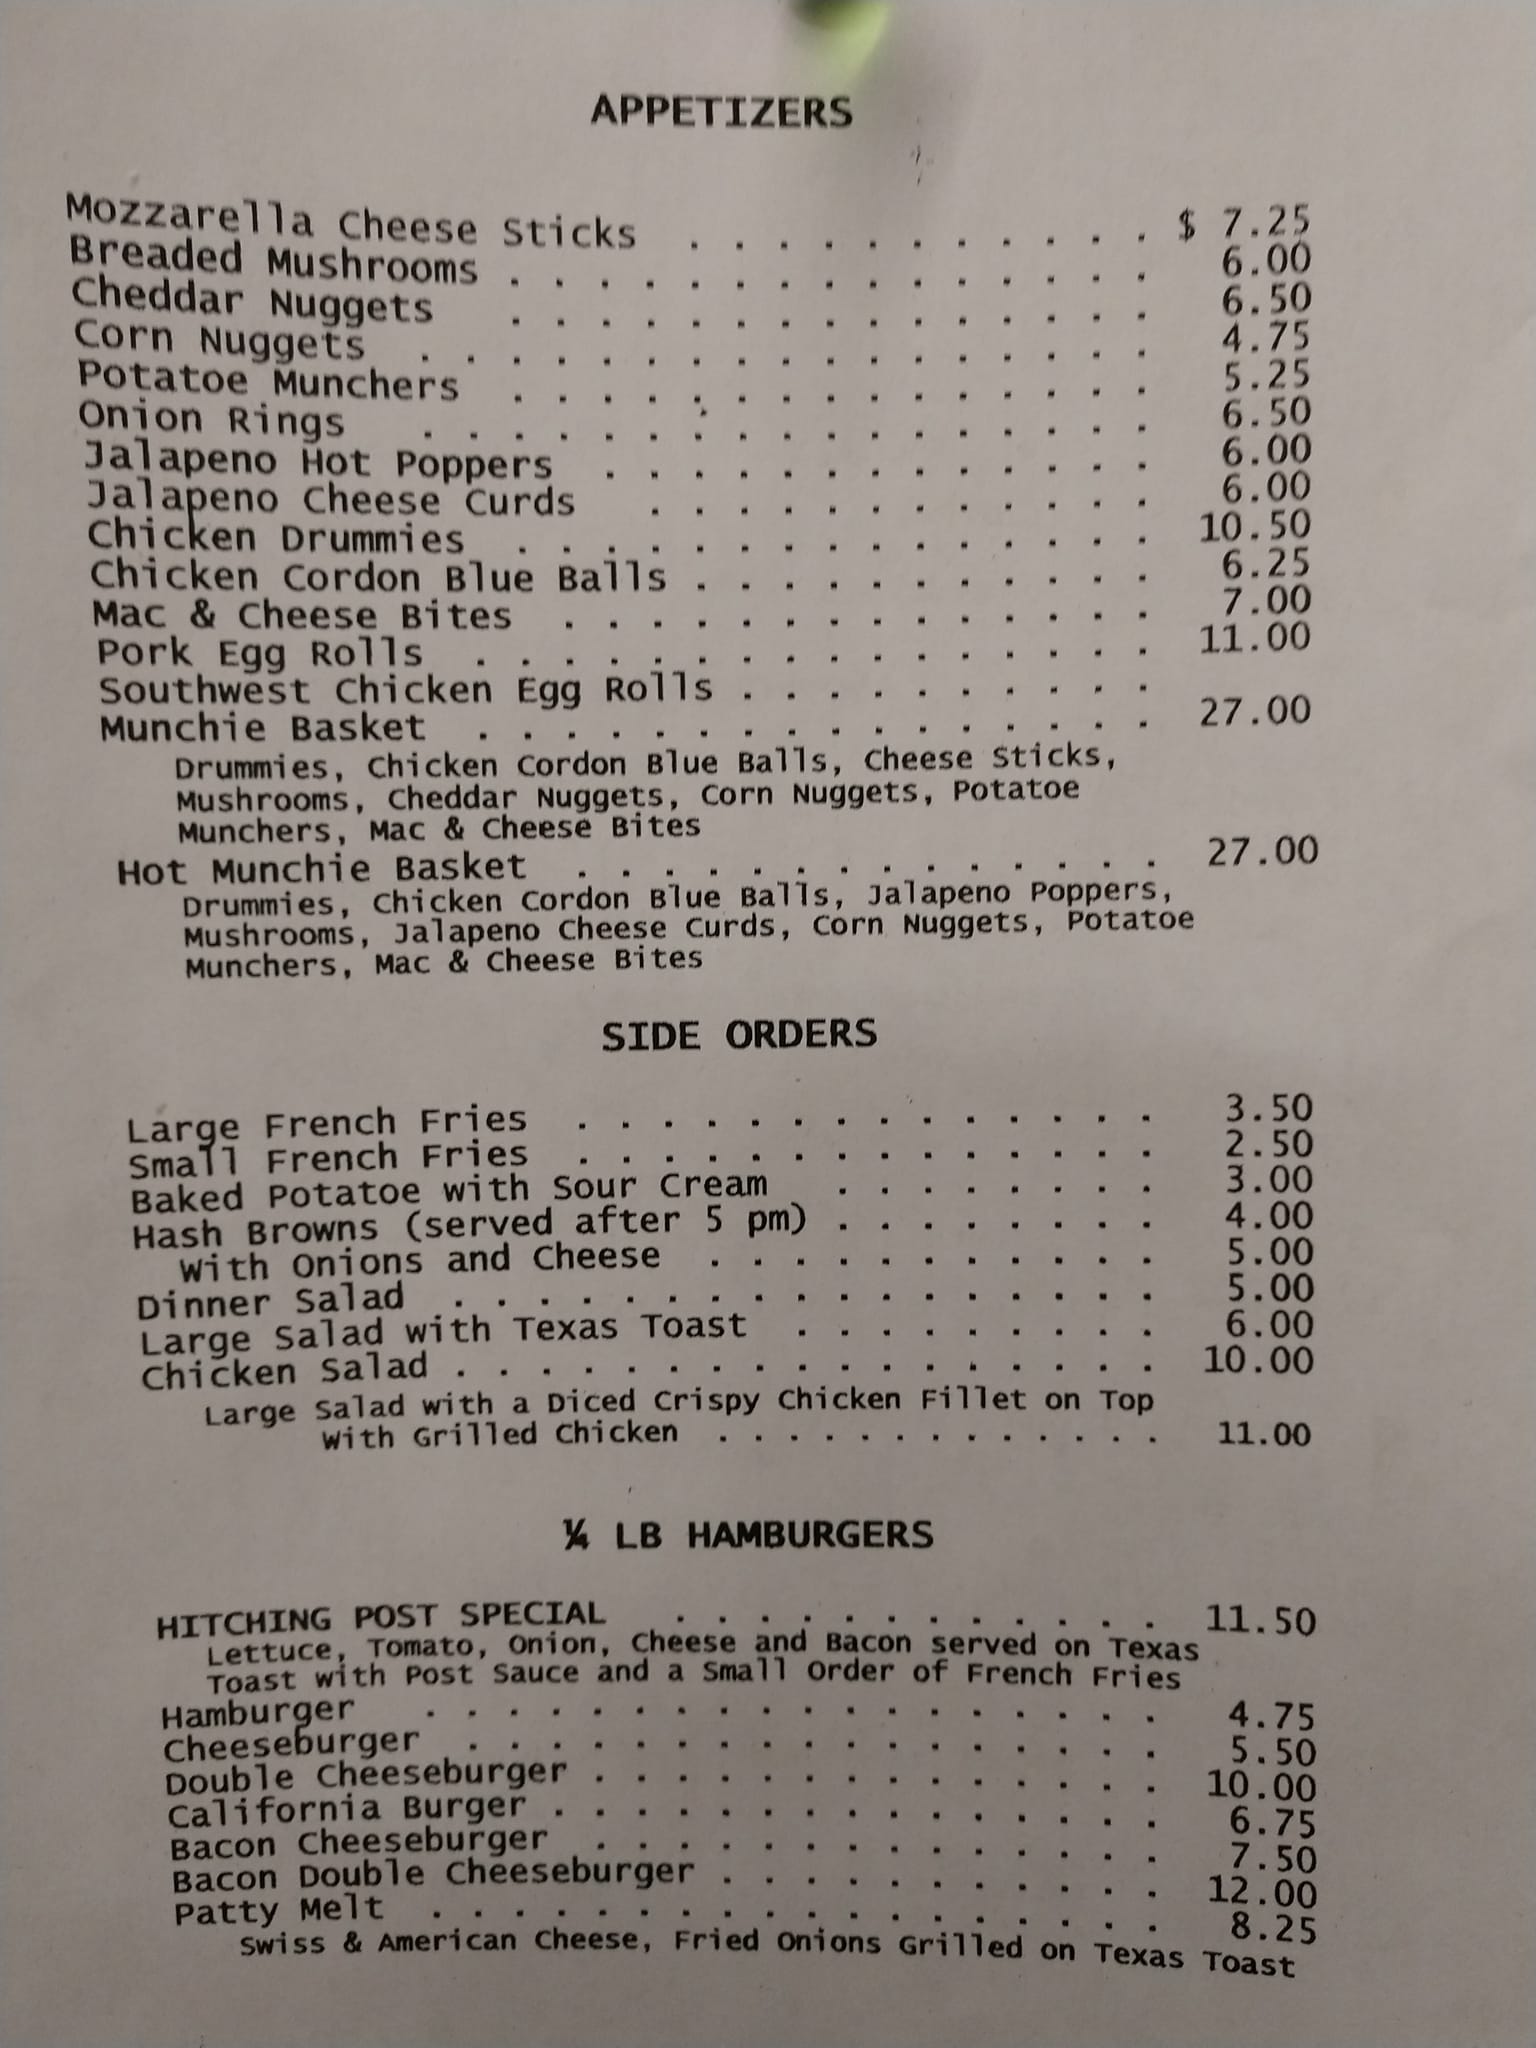 APPETIZERS
Mozzarella Cheese Sticks . . . . . . . . . . . $ 7.25
Breaded Mushrooms . . . . . . . . . . . . . . . 6.00
Cheddar Nuggets . . . . . . . . . . . . . . . 6.50
Corn Nuggets . . . . . . . . . . . . . . . . . 4.75
Potatoe Munchers . . . . . . . . . . . . . . . 5.25
Onion Rings . . . . . . . . . . . . . . . . . 6.50
Jalapeno Hot Poppers . . . . . . . . . . . . . 6.00
Jalapeno Cheese Curds . . . . . . . . . . . . 6.00
Chicken Drummies . . . . . . . . . . . . . . . 10.50
Chicken Cordon Blue Balls . . . . . . . . . . . 6.25
Mac & Cheese Bites . . . . . . . . . . . . . . 7.00
Pork Egg Rolls . . . . . . . . . . . . . . . . 11.00
Southwest Chicken Egg Rolls . . . . . . . . . .
Munchie Basket . . . . . . . . . . . . . . . . 27.00
Drummies, Chicken Cordon Blue Balls, Cheese Sticks,
Mushrooms, Cheddar Nuggets, Corn Nuggets, Potatoe
Munchers, Mac & Cheese Bites
Hot Munchie Basket . . . . . . . . . . . . . . 27.00
Drummies, Chicken Cordon Blue Balls, Jalapeno Poppers,
Mushrooms, Jalapeno Cheese Curds, Corn Nuggets, Potatoe
Munchers, Mac & Cheese Bites
SIDE ORDERS
Large French Fries . . . . . . . . . . . . . . 3.50
Small French Fries . . . . . . . . . . . . . . 2.50
Baked Potatoe with Sour Cream . . . . . . . . 3.00
Hash Browns (served after 5 pm) . . . . . . . . 4.00
With Onions and Cheese . . . . . . . . . . . 5.00
Dinner Salad . . . . . . . . . . . . . . . . . 5.00
Large Salad with Texas Toast . . . . . . . . . 6.00
Chicken Salad . . . . . . . . . . . . . . . . . 10.00
Large Salad with a Diced Crispy Chicken Fillet on Top
With Grilled Chicken . . . . . . . . . . . . . 11.00
¼ LB HAMBURGERS
HITCHING POST SPECIAL . . . . . . . . . . . . 11.50
Lettuce, Tomato, Onion, Cheese and Bacon served on Texas
Toast with Post Sauce and a Small Order of French Fries
Hamburger . . . . . . . . . . . . . . . . . . 4.75
Cheeseburger . . . . . . . . . . . . . . . . . 5.50
Double Cheeseburger . . . . . . . . . . . . . . 10.00
California Burger . . . . . . . . . . . . . . . 6.75
Bacon Cheeseburger . . . . . . . . . . . . . . 7.50
Bacon Double Cheeseburger . . . . . . . . . . . 12.00
Patty Melt . . . . . . . . . . . . . . . . . . 8.25
Swiss & American Cheese, Fried Onions Grilled on Texas Toast